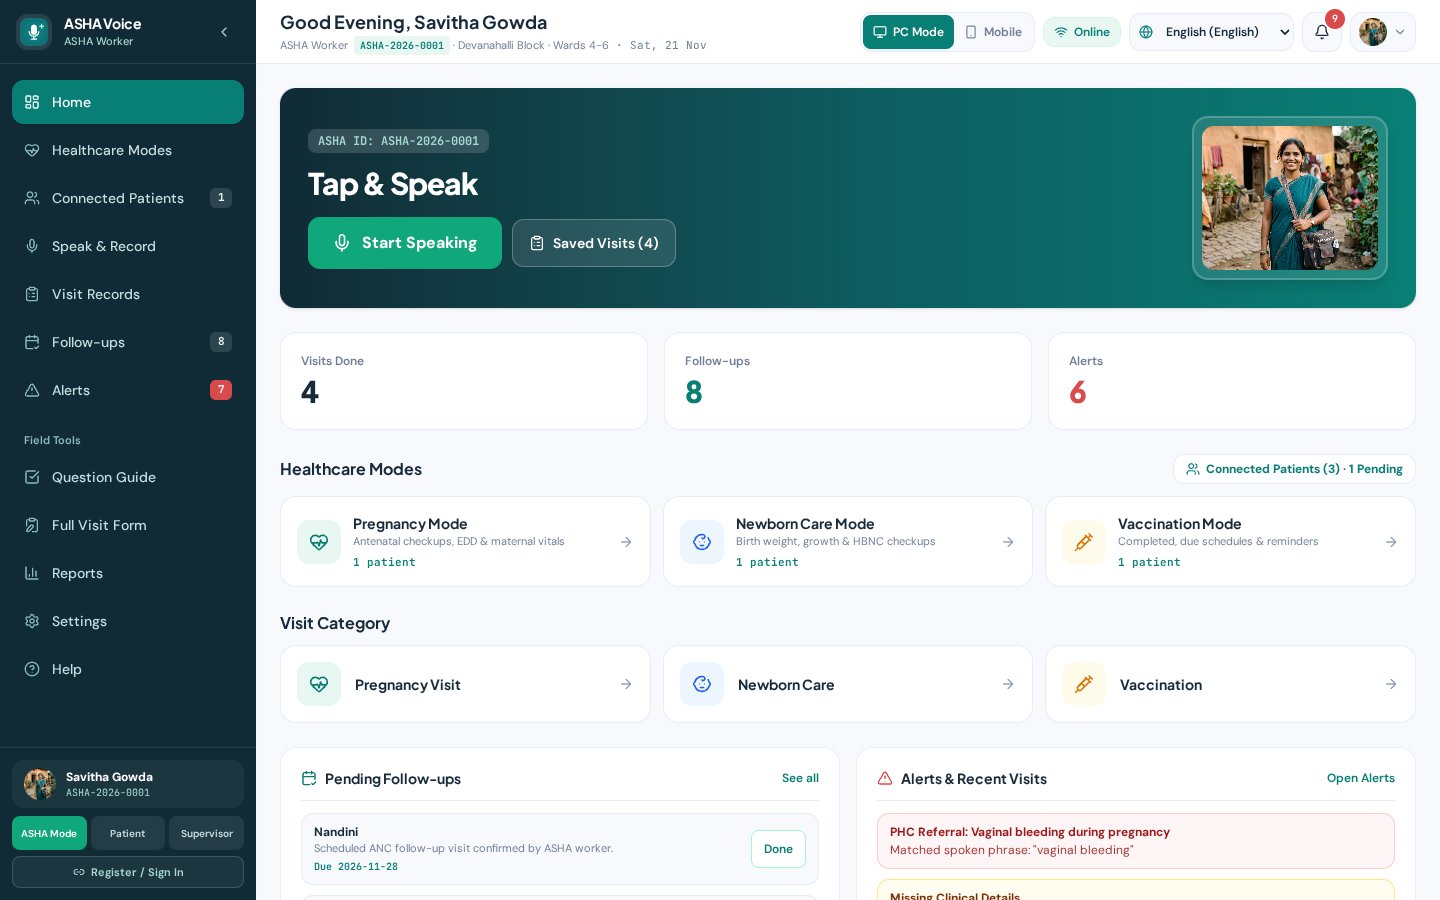 ASHA Voice
ASHA Worker
Home
Healthcare Modes
Connected Patients 1
Speak & Record
Visit Records
Follow-ups 8
Alerts 7
Field Tools
Question Guide
Full Visit Form
Reports
Settings
Help
Savitha Gowda
ASHA-2026-0001
ASHA Mode Patient Supervisor
Register / Sign In
Good Evening, Savitha Gowda
ASHA Worker ASHA-2026-0001 · Devanahalli Block · Wards 4-6 · Sat, 21 Nov
PC Mode Mobile Online English (English) 9
ASHA ID: ASHA-2026-0001
Tap & Speak
Start Speaking Saved Visits (4)
Visits Done
4
Follow-ups
8
Alerts
6
Healthcare Modes
Connected Patients (3) · 1 Pending
Pregnancy Mode
Antenatal checkups, EDD & maternal vitals
1 patient
Newborn Care Mode
Birth weight, growth & HBNC checkups
1 patient
Vaccination Mode
Completed, due schedules & reminders
1 patient
Visit Category
Pregnancy Visit
Newborn Care
Vaccination
Pending Follow-ups See all
Nandini
Scheduled ANC follow-up visit confirmed by ASHA worker.
Due 2026-11-28
Done
Alerts & Recent Visits Open Alerts
PHC Referral: Vaginal bleeding during pregnancy
Matched spoken phrase: "vaginal bleeding"
Missing Clinical Details